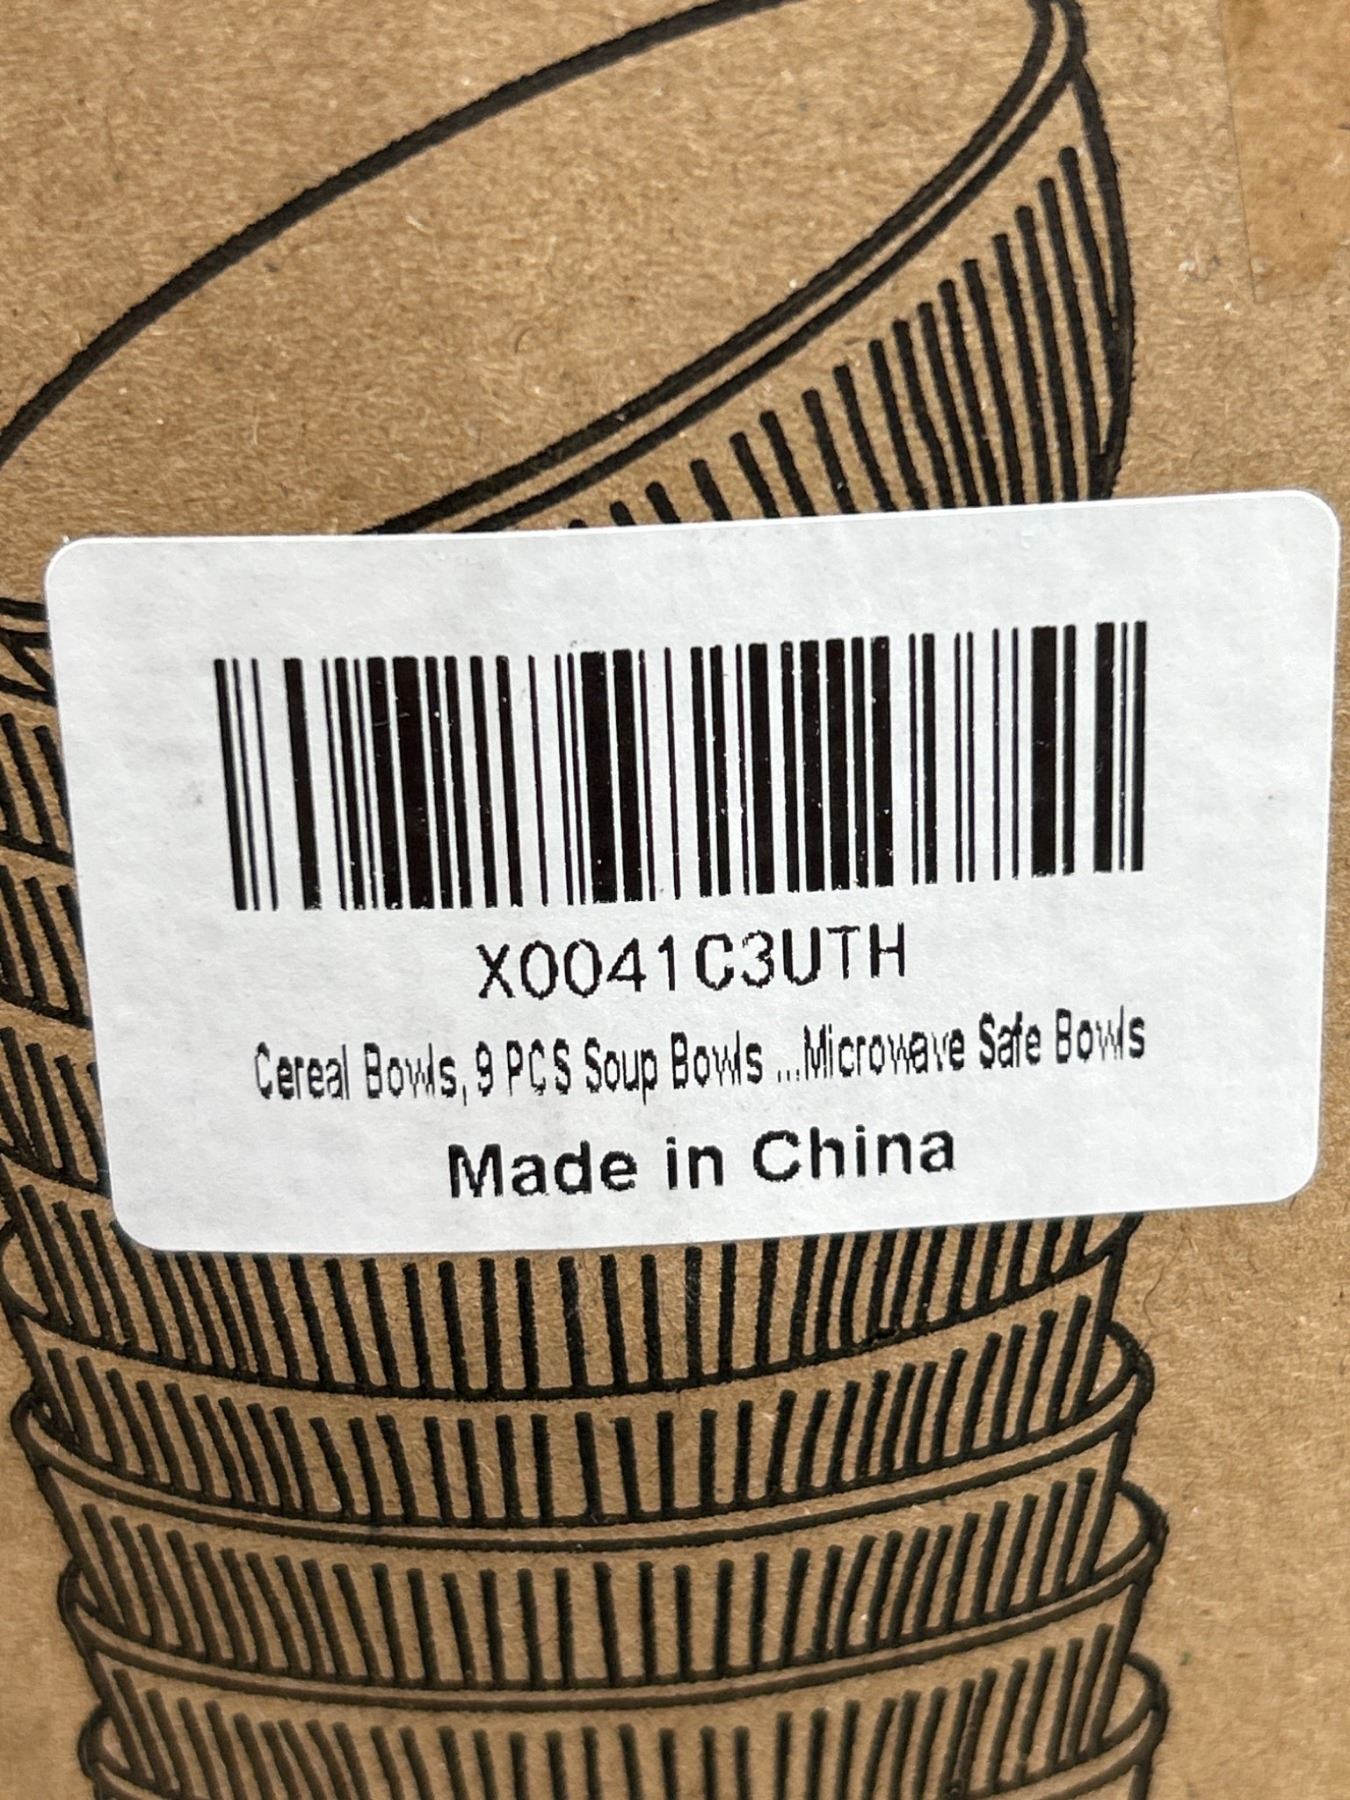 X0041C3UTH
Cereal Bowls, 9 PCS Soup Bowls ...Microwave Safe Bowls
Made in China